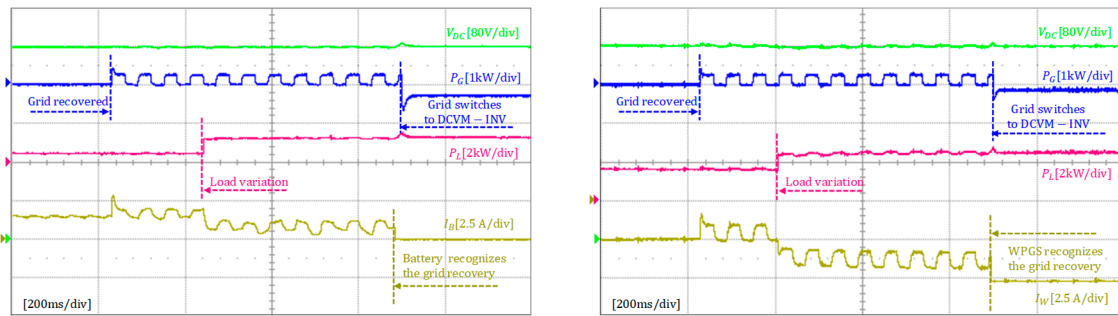 V_DC[80V/div]
P_G[1kW/div]
Grid recovered
Grid switches
to DCVM − INV
P_L[2kW/div]
Load variation
I_B[2.5 A/div]
Battery recognizes
the grid recovery
[200ms/div]
V_DC[80V/div]
P_G[1kW/div]
Grid recovered
Grid switches
to DCVM − INV
P_L[2kW/div]
Load variation
WPGS recognizes
the grid recovery
I_W[2.5 A/div]
[200ms/div]